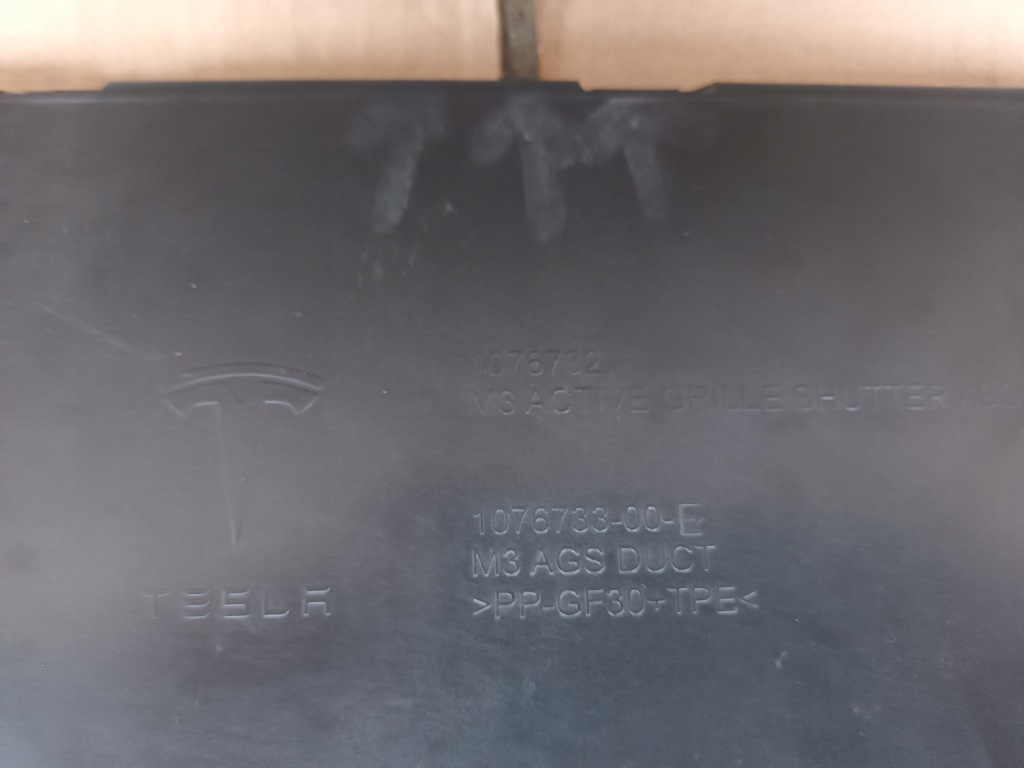 1076732
M3 ACTIVE GRILLE SHUTTER
1076733-00-E
M3 AGS DUCT
>PP-GF30+TPE<
TESLA